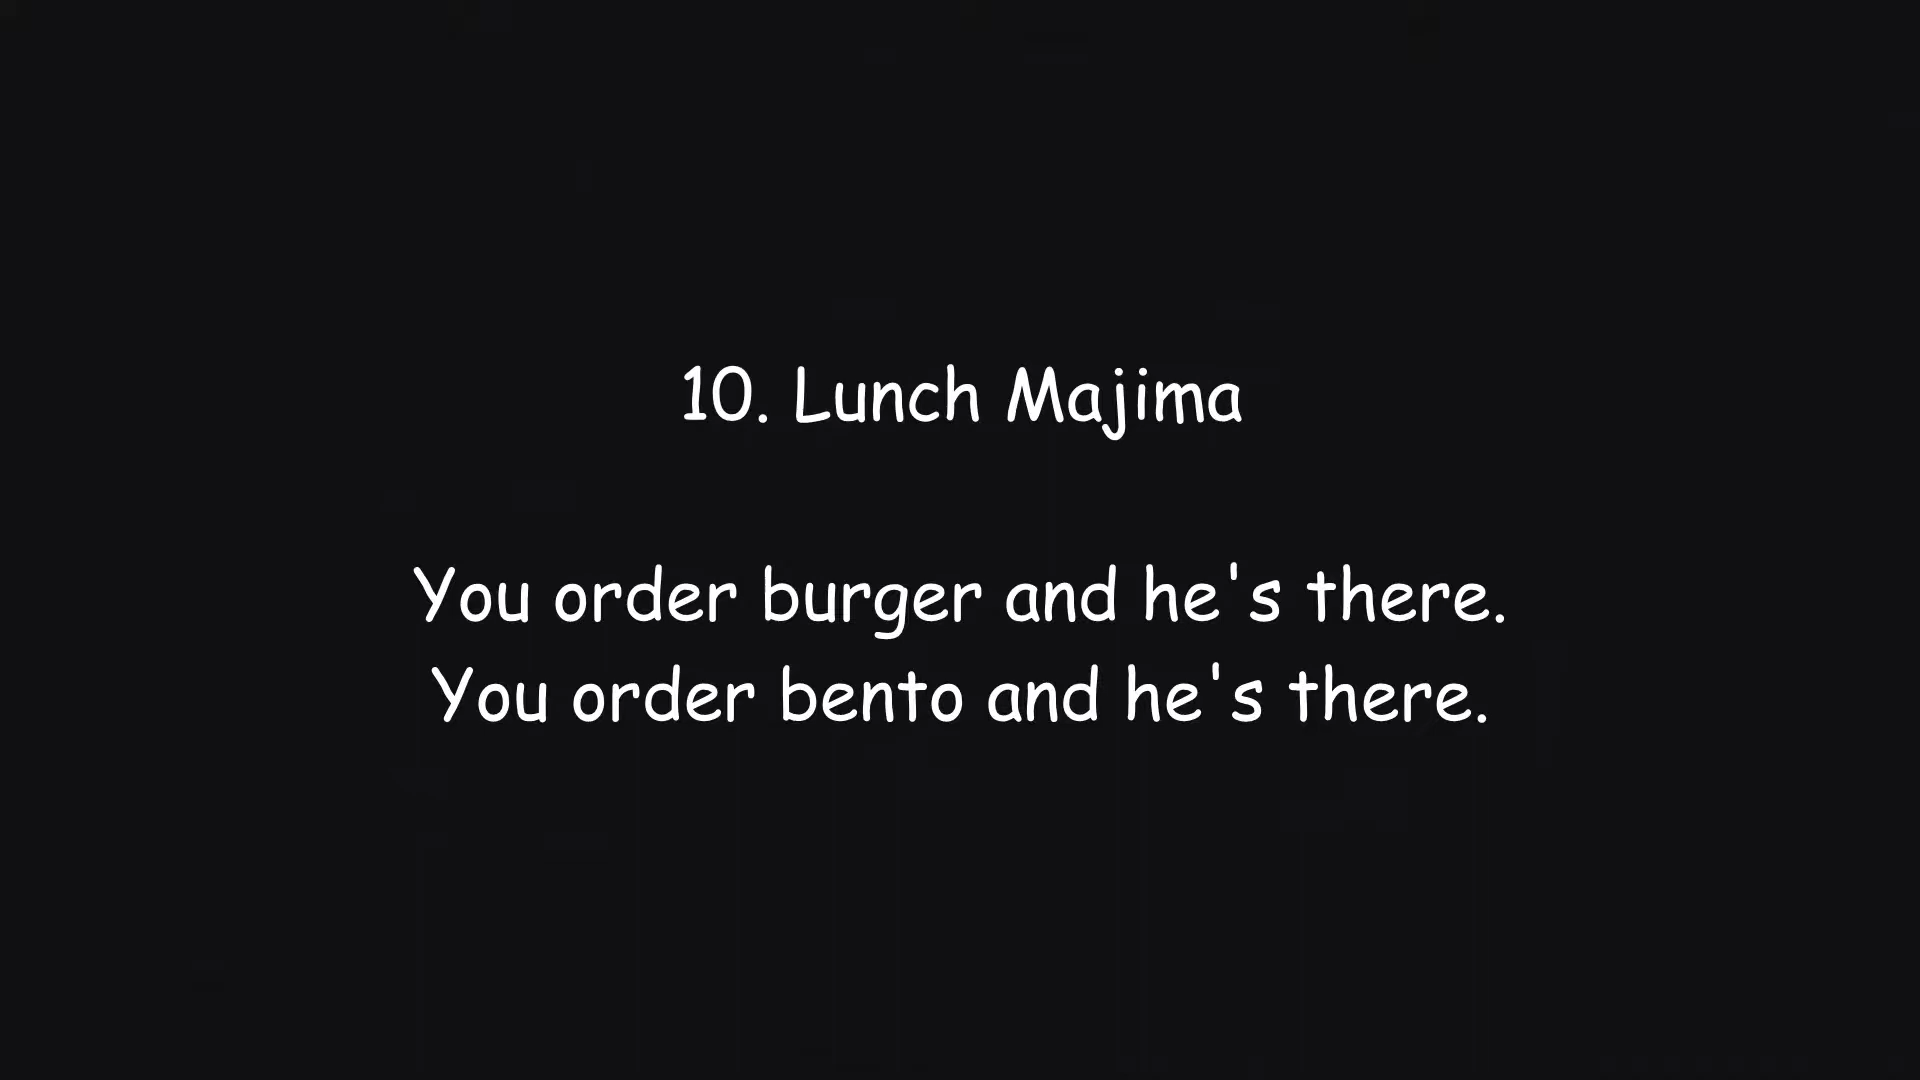 10. Lunch Majima
You order burger and he's there.
You order bento and he's there.